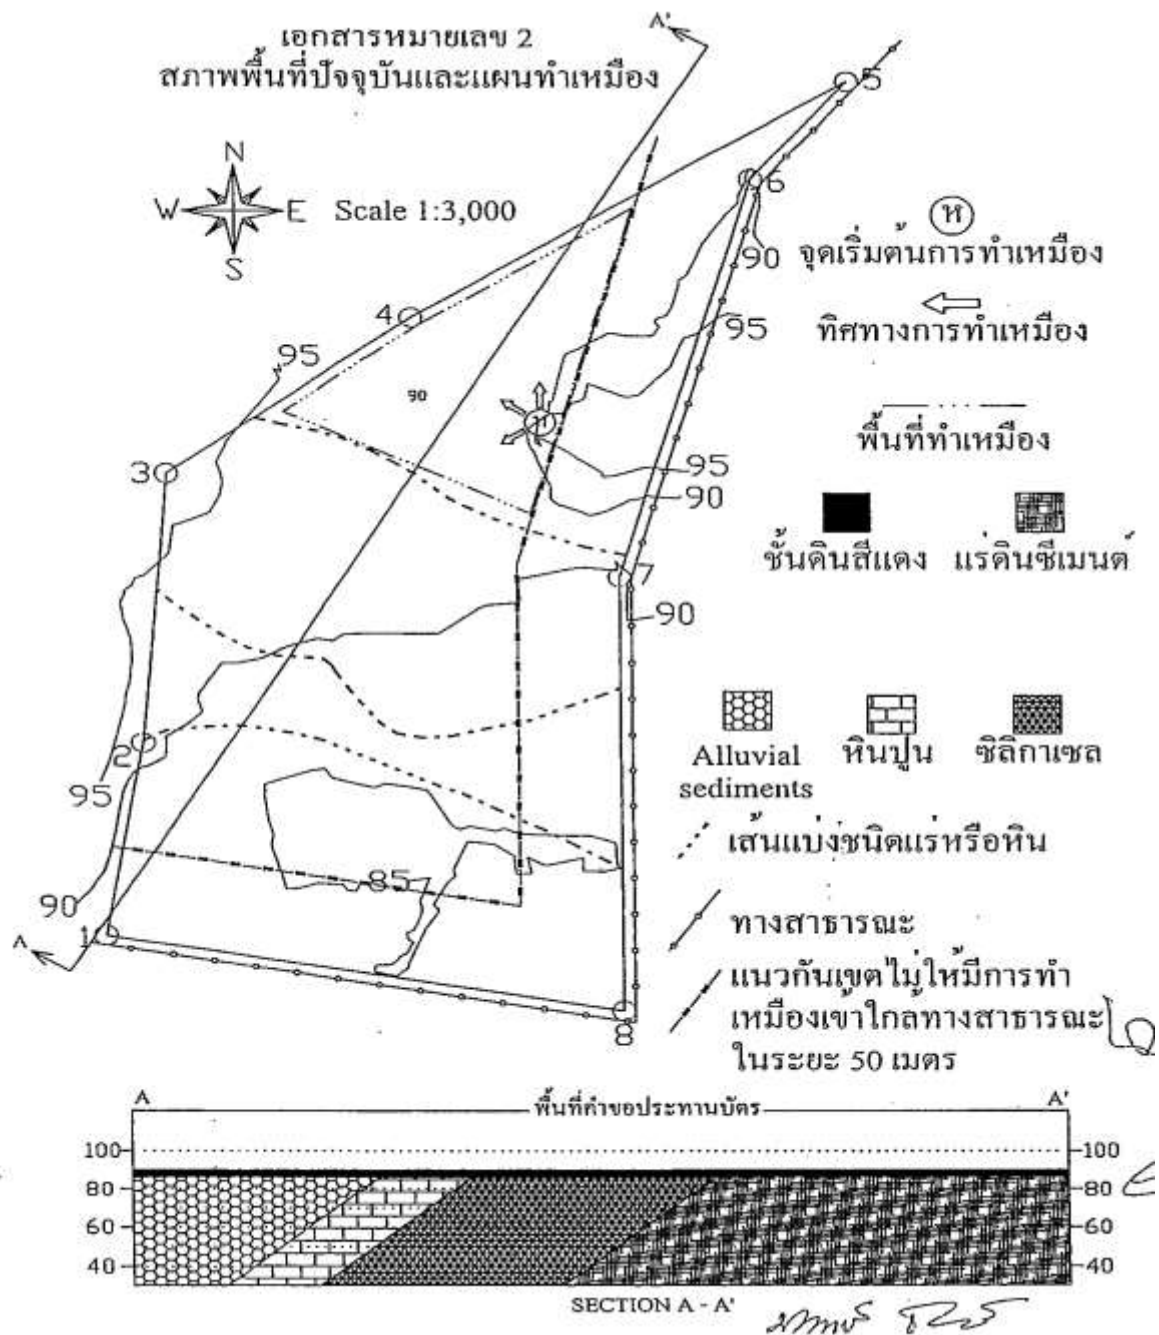 เอกสารหมายเลข 2
สภาพพื้นที่ปัจจุบันและแผนทำเหมือง
A'
N
W E
S
Scale 1:3,000
5
6
ห
90
จุดเริ่มต้นการทำเหมือง
4
95
95
ทิศทางการทำเหมือง
90
ห
พื้นที่ทำเหมือง
3
95
90
ชั้นดินสีแดง แร่ดินซีเมนต์
7
90
2
Alluvial
sediments
หินปูน
ซิลิกาเซล
95
เส้นแบ่งชนิดแร่หรือหิน
85
90
1
A
ทางสาธารณะ
แนวกันเขตไม่ให้มีการทำ
เหมืองเข้าใกล้ทางสาธารณะ
ในระยะ 50 เมตร
8
A พื้นที่คำขอประทานบัตร A'
100 100
80 80
60 60
40 40
SECTION A - A'